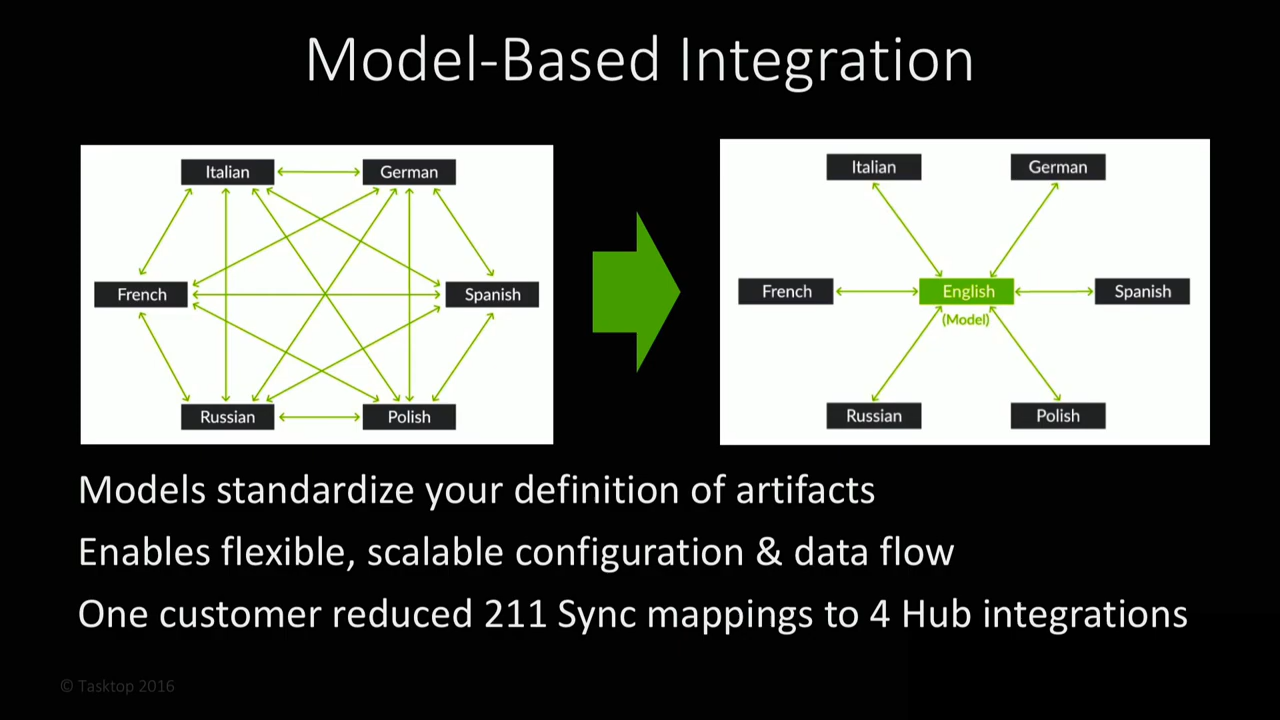 Model-Based Integration
Italian
German
French
Spanish
Russian
Polish
Italian
German
French
English
Spanish
(Model)
Russian
Polish
Models standardize your definition of artifacts
Enables flexible, scalable configuration & data flow
One customer reduced 211 Sync mappings to 4 Hub integrations
© Tasktop 2016